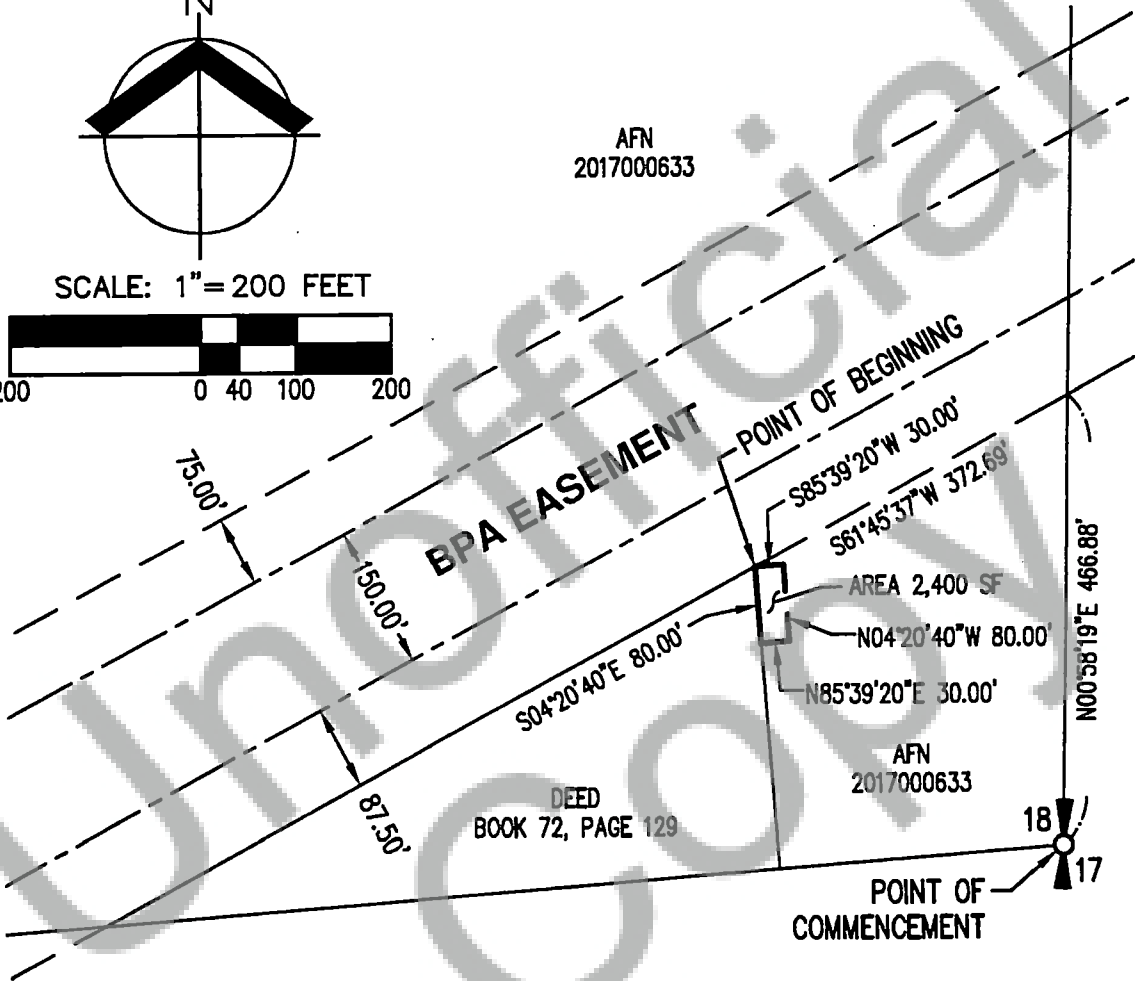 N
SCALE: 1"= 200 FEET
200 0 40 100 200
AFN
2017000633
POINT OF BEGINNING
BPA EASEMENT
75.00'
150.00'
87.50'
S85°39'20"W 30.00'
S61°45'37"W 372.69'
AREA 2,400 SF
N04°20'40"W 80.00'
N85°39'20"E 30.00'
S04°20'40"E 80.00'
N00°58'19"E 466.88'
AFN
2017000633
DEED
BOOK 72, PAGE 129
18
17
POINT OF
COMMENCEMENT
Unofficial
Copy